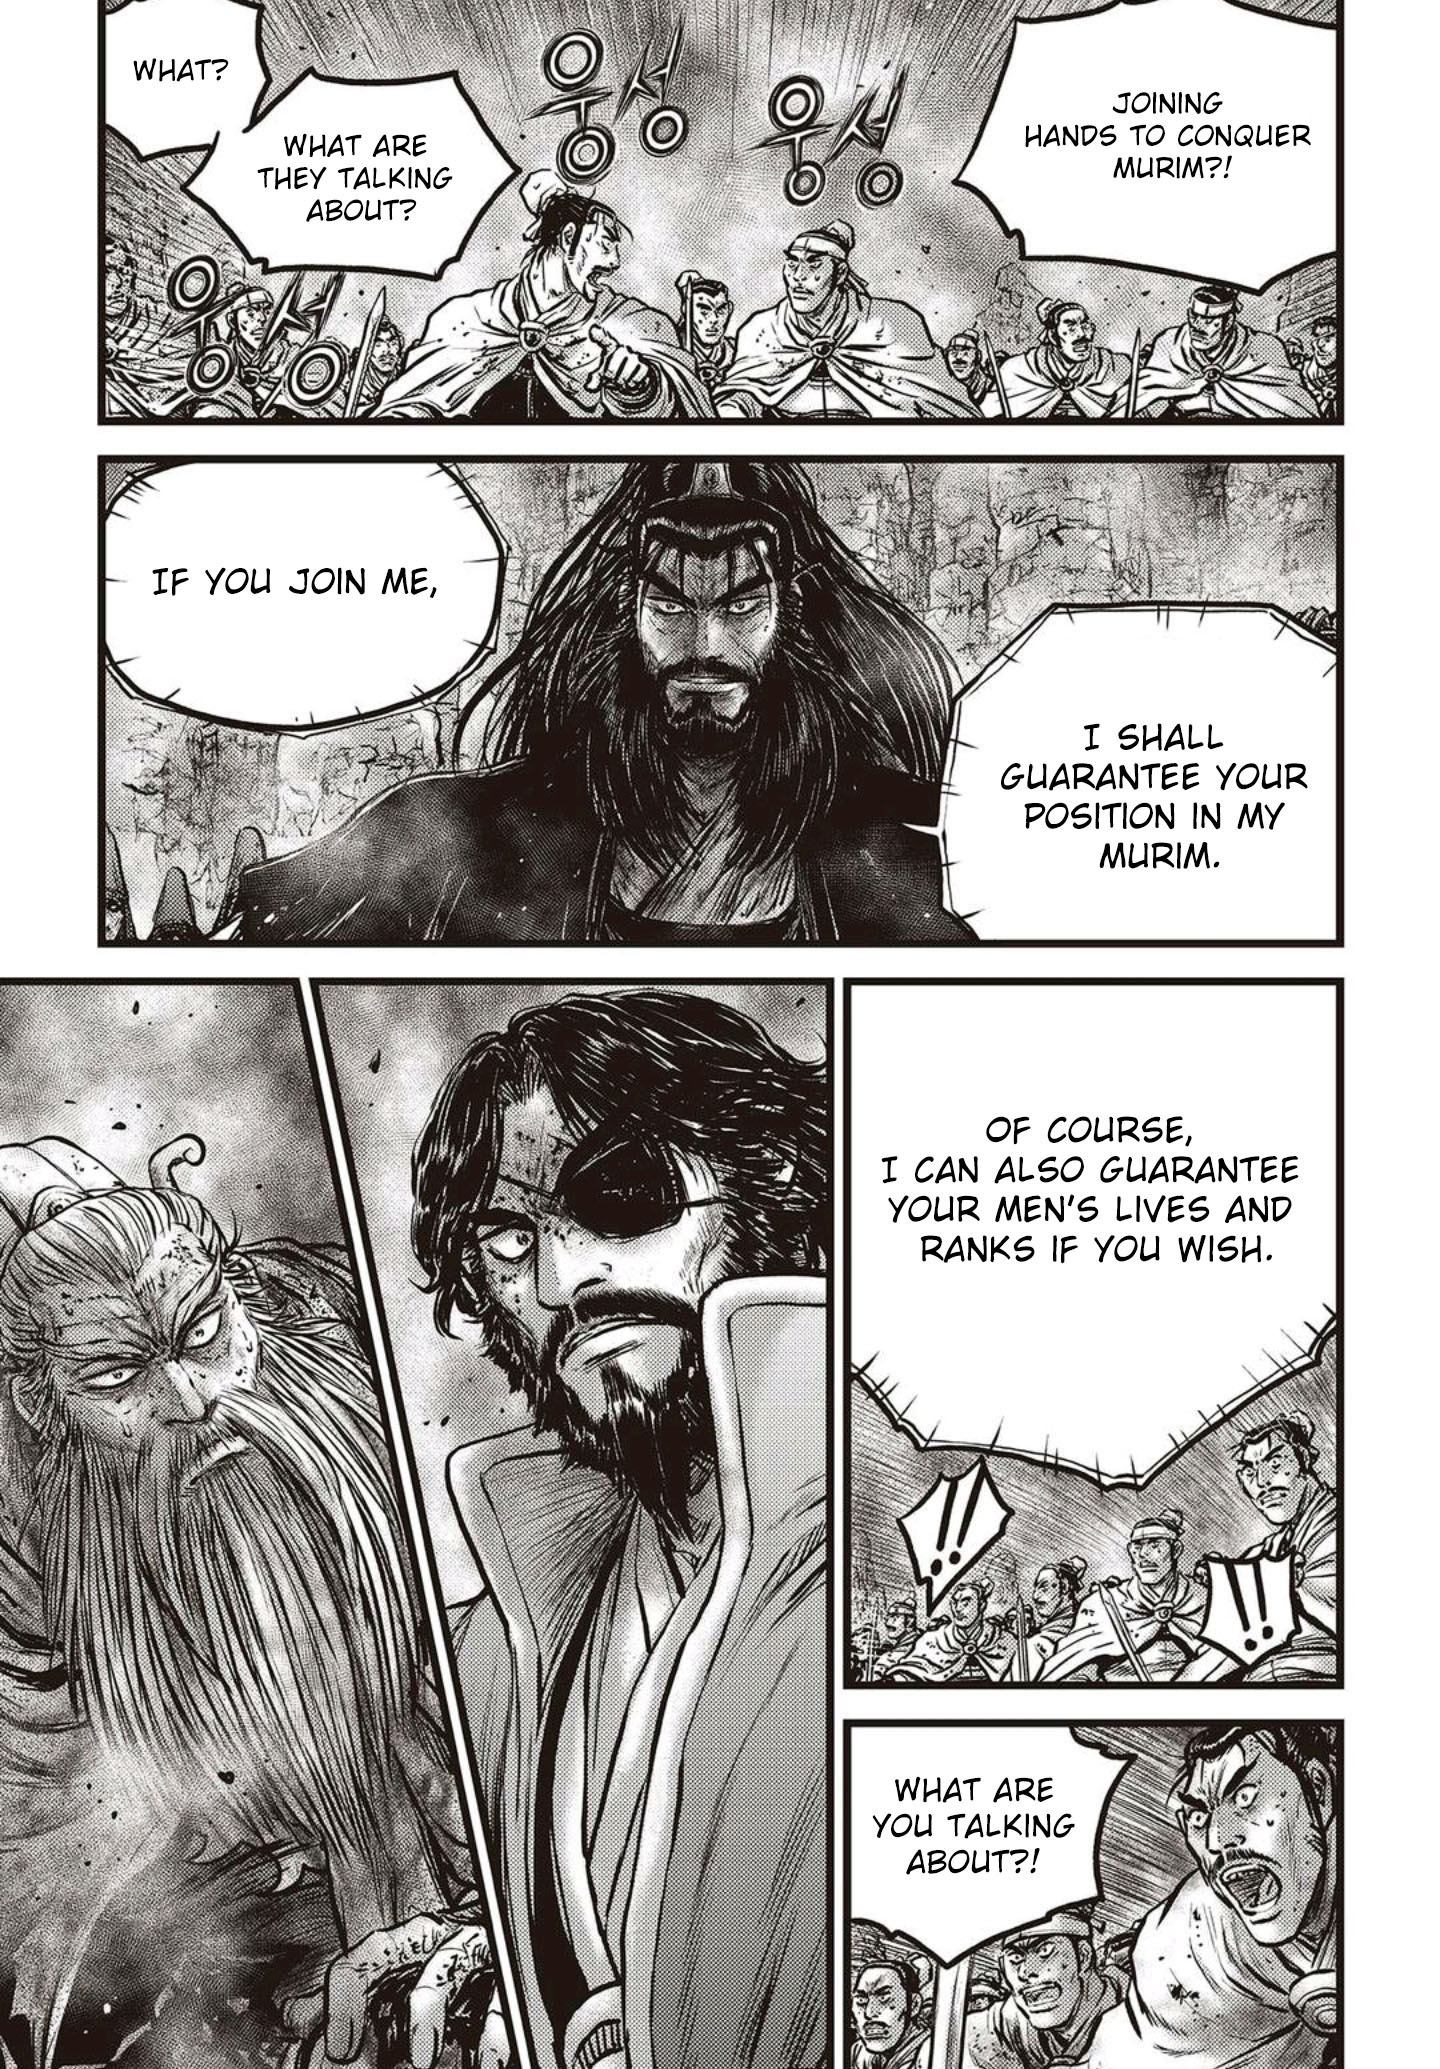 WHAT?
WHAT ARE
THEY TALKING
ABOUT?
웅성
웅성
JOINING
HANDS TO CONQUER
MURIM?!
웅성
IF YOU JOIN ME,
I SHALL
GUARANTEE YOUR
POSITION IN MY
MURIM.
OF COURSE,
I CAN ALSO GUARANTEE
YOUR MEN'S LIVES AND
RANKS IF YOU WISH.
!!
!!
WHAT ARE
YOU TALKING
ABOUT?!